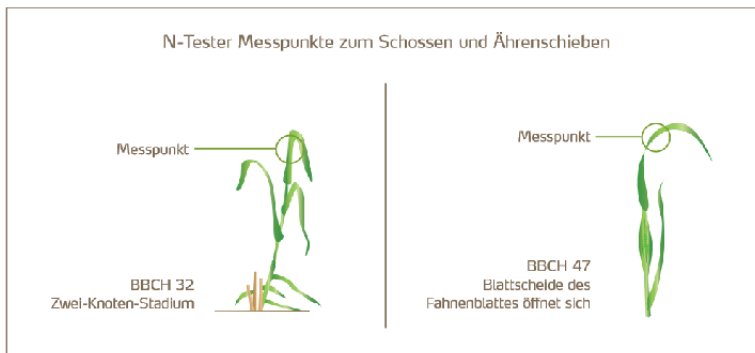 N-Tester Messpunkte zum Schossen und Ährenschieben
Messpunkt
BBCH 32
Zwei-Knoten-Stadium
Messpunkt
BBCH 47
Blattscheide des
Fahnenblattes öffnet sich